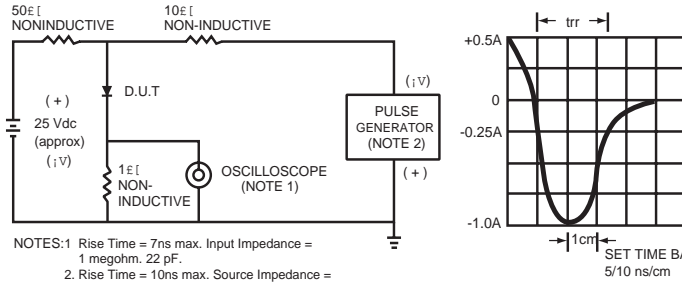 50£[
NONINDUCTIVE
10£[
NON-INDUCTIVE
D.U.T
(+)
25 Vdc
(approx)
(¡V)
1£[
NON-
INDUCTIVE
OSCILLOSCOPE
(NOTE 1)
(¡V)
PULSE
GENERATOR
(NOTE 2)
(+)
NOTES:1 Rise Time = 7ns max. Input Impedance =
1 megohm. 22 pF.
2. Rise Time = 10ns max. Source Impedance =
trr
+0.5A
0
-0.25A
-1.0A
1cm
SET TIME BA
5/10 ns/cm